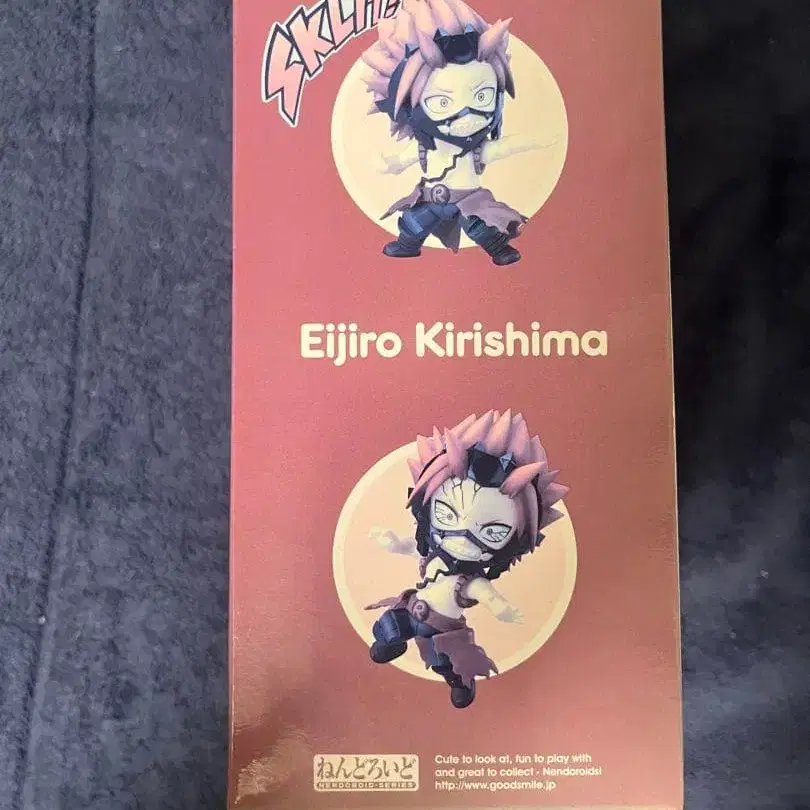 Eijiro Kirishima
R
R
ねんどろいど
NENDOROID-SERIES
Cute to look at, fun to play with
and great to collect - Nendoroids!
http://www.goodsmile.jp